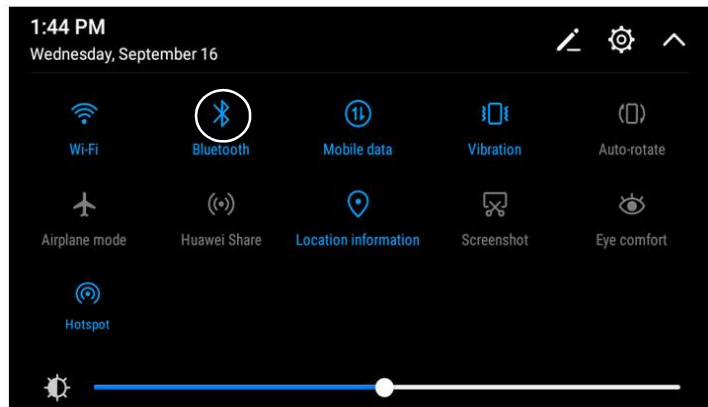 1:44 PM
Wednesday, September 16
Wi-Fi
Bluetooth
Mobile data
Vibration
Auto-rotate
Airplane mode
Huawei Share
Location information
Screenshot
Eye comfort
Hotspot